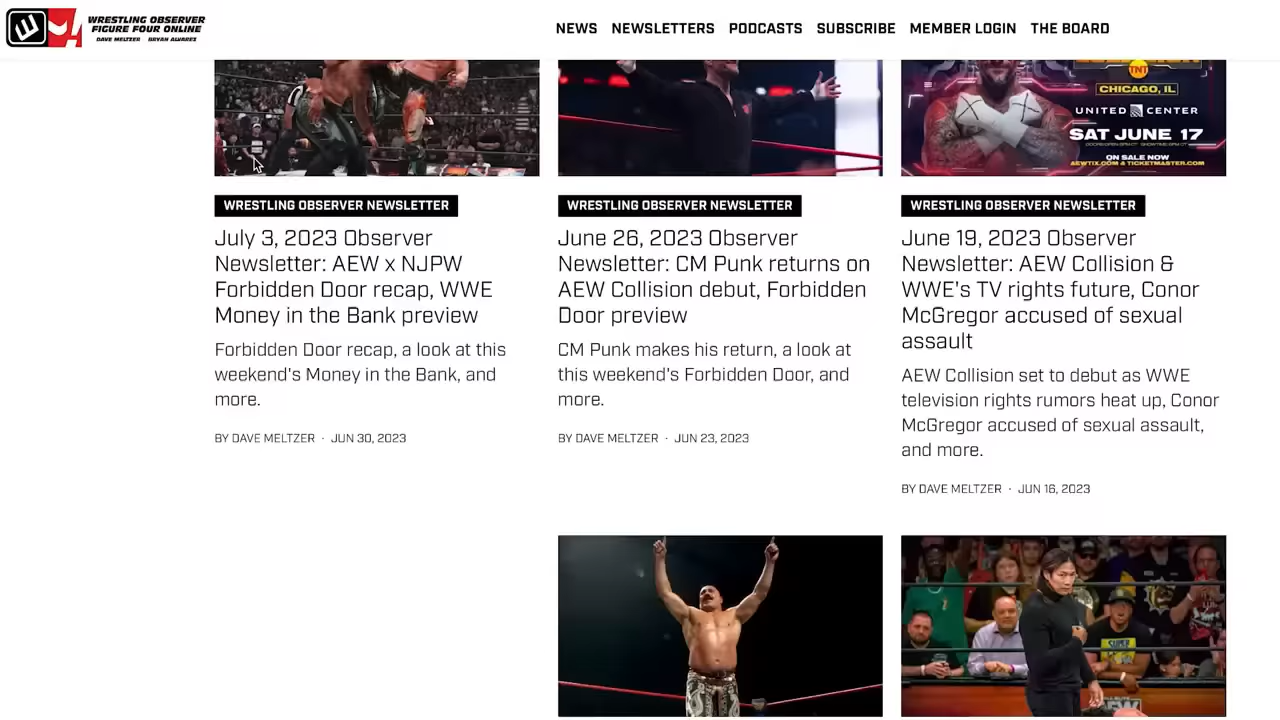 WRESTLING OBSERVER
FIGURE FOUR ONLINE
DAVE MELTZER BRYAN ALVAREZ
NEWS NEWSLETTERS PODCASTS SUBSCRIBE MEMBER LOGIN THE BOARD
TNT
CHICAGO, IL
UNITED CENTER
SAT JUNE 17
ON SALE NOW
AEWTIX.COM & TICKETMASTER.COM
WRESTLING OBSERVER NEWSLETTER
July 3, 2023 Observer
Newsletter: AEW x NJPW
Forbidden Door recap, WWE
Money in the Bank preview
Forbidden Door recap, a look at this
weekend's Money in the Bank, and
more.
BY DAVE MELTZER · JUN 30, 2023
WRESTLING OBSERVER NEWSLETTER
June 26, 2023 Observer
Newsletter: CM Punk returns on
AEW Collision debut, Forbidden
Door preview
CM Punk makes his return, a look at
this weekend's Forbidden Door, and
more.
BY DAVE MELTZER · JUN 23, 2023
WRESTLING OBSERVER NEWSLETTER
June 19, 2023 Observer
Newsletter: AEW Collision &
WWE's TV rights future, Conor
McGregor accused of sexual
assault
AEW Collision set to debut as WWE
television rights rumors heat up, Conor
McGregor accused of sexual assault,
and more.
BY DAVE MELTZER · JUN 16, 2023
SUPER
AEW